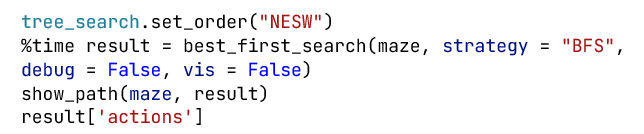 tree_search.set_order("NESW")
%time result = best_first_search(maze, strategy = "BFS",
debug = False, vis = False)
show_path(maze, result)
result['actions']